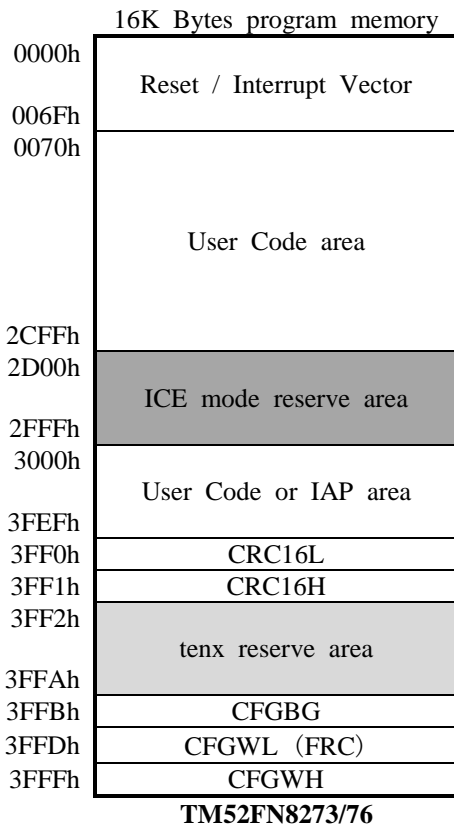 16K Bytes program memory
0000h
Reset / Interrupt Vector
006Fh
0070h
User Code area
2CFFh
2D00h
ICE mode reserve area
2FFFh
3000h
User Code or IAP area
3FEFh
3FF0h CRC16L
3FF1h CRC16H
3FF2h
tenx reserve area
3FFAh
3FFBh CFGBG
3FFDh CFGWL (FRC)
3FFFh CFGWH
TM52FN8273/76